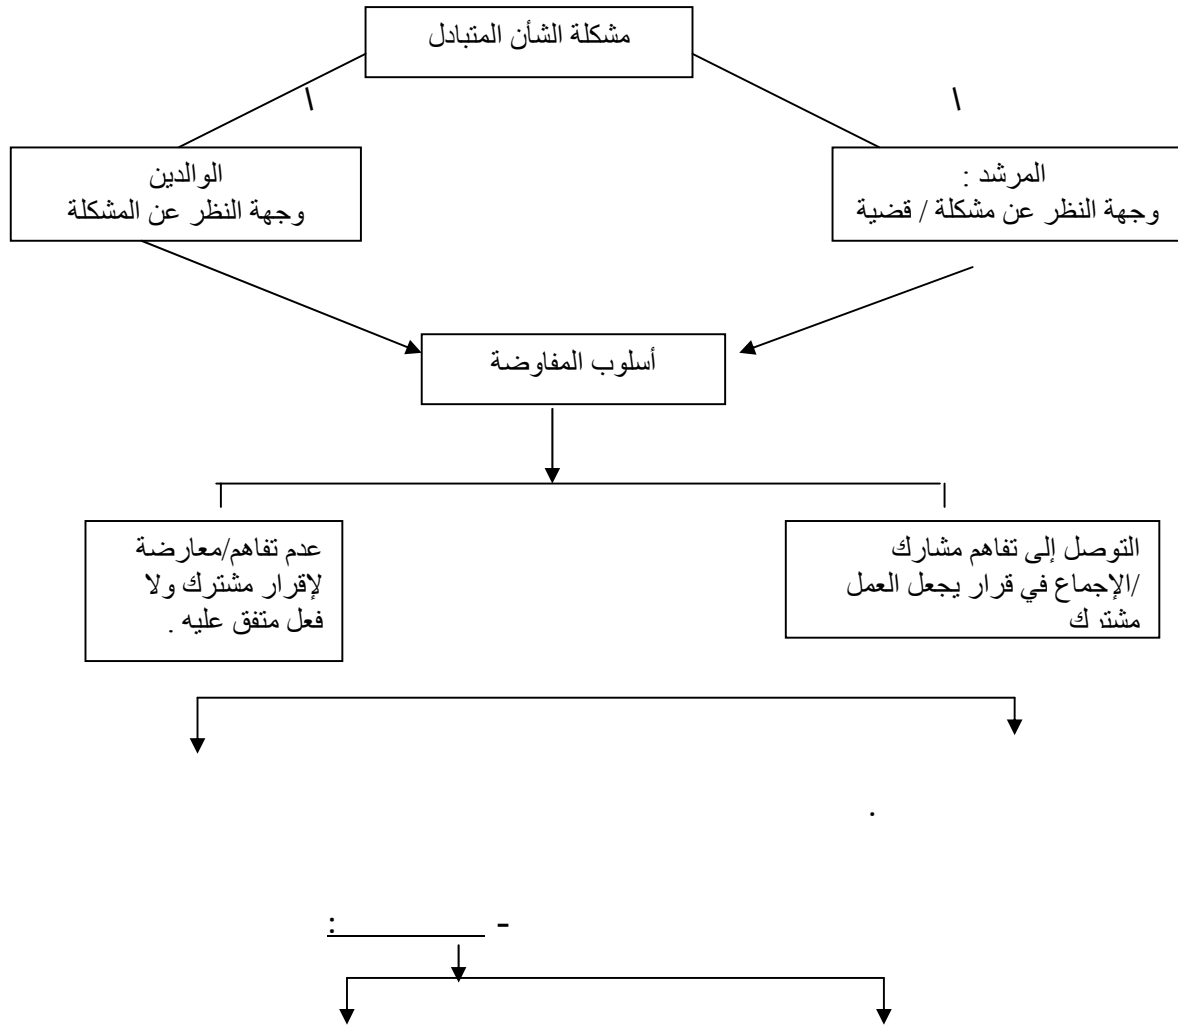 مشكلة الشأن المتبادل
\
\
المرشد :
وجهة النظر عن مشكلة / قضية
الوالدين
وجهة النظر عن المشكلة
أسلوب المفاوضة
التوصل إلى تفاهم مشارك
/الإجماع في قرار يجعل العمل
مشترك
عدم تفاهم/معارضة
لإقرار مشترك ولا
فعل متفق عليه .
.
- :